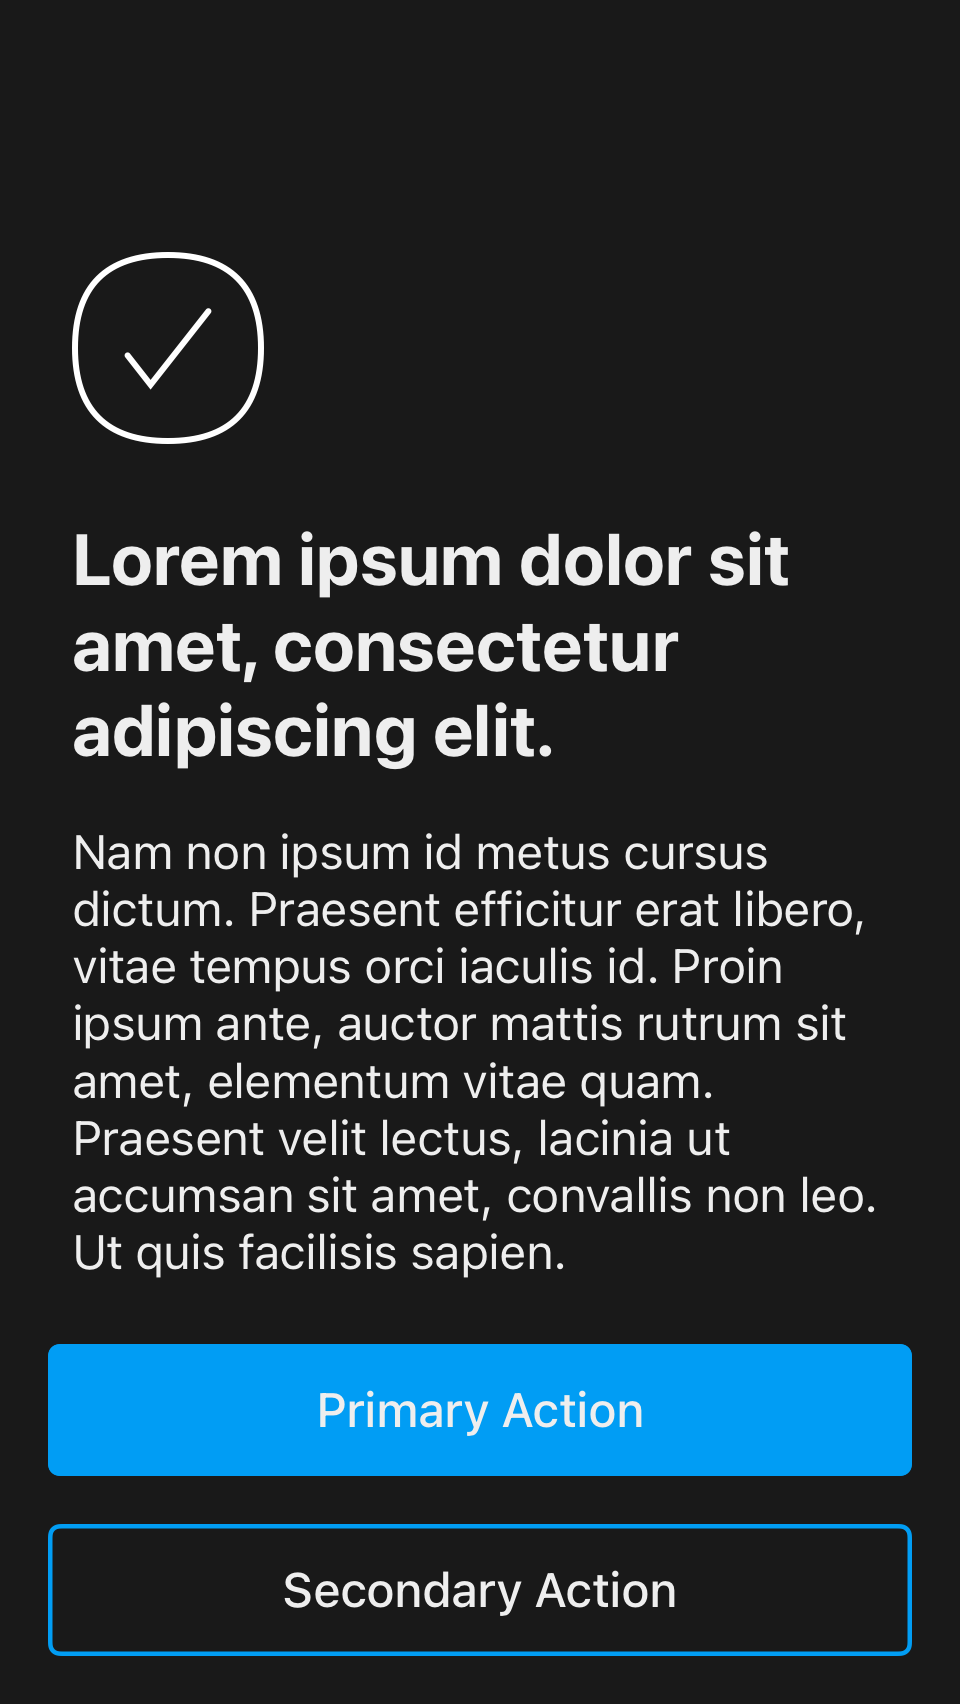 Lorem ipsum dolor sit
amet, consectetur
adipiscing elit.
Nam non ipsum id metus cursus
dictum. Praesent efficitur erat libero,
vitae tempus orci iaculis id. Proin
ipsum ante, auctor mattis rutrum sit
amet, elementum vitae quam.
Praesent velit lectus, lacinia ut
accumsan sit amet, convallis non leo.
Ut quis facilisis sapien.
Primary Action
Secondary Action